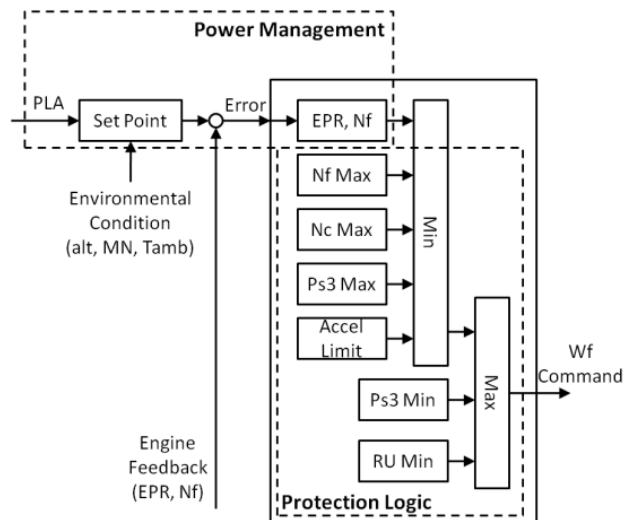 Power Management
PLA
Set Point
Error
EPR, Nf
Environmental
Condition
(alt, MN, Tamb)
Nf Max
Nc Max
Ps3 Max
Accel
Limit
Min
Ps3 Min
RU Min
Max
Wf
Command
Engine
Feedback
(EPR, Nf)
Protection Logic